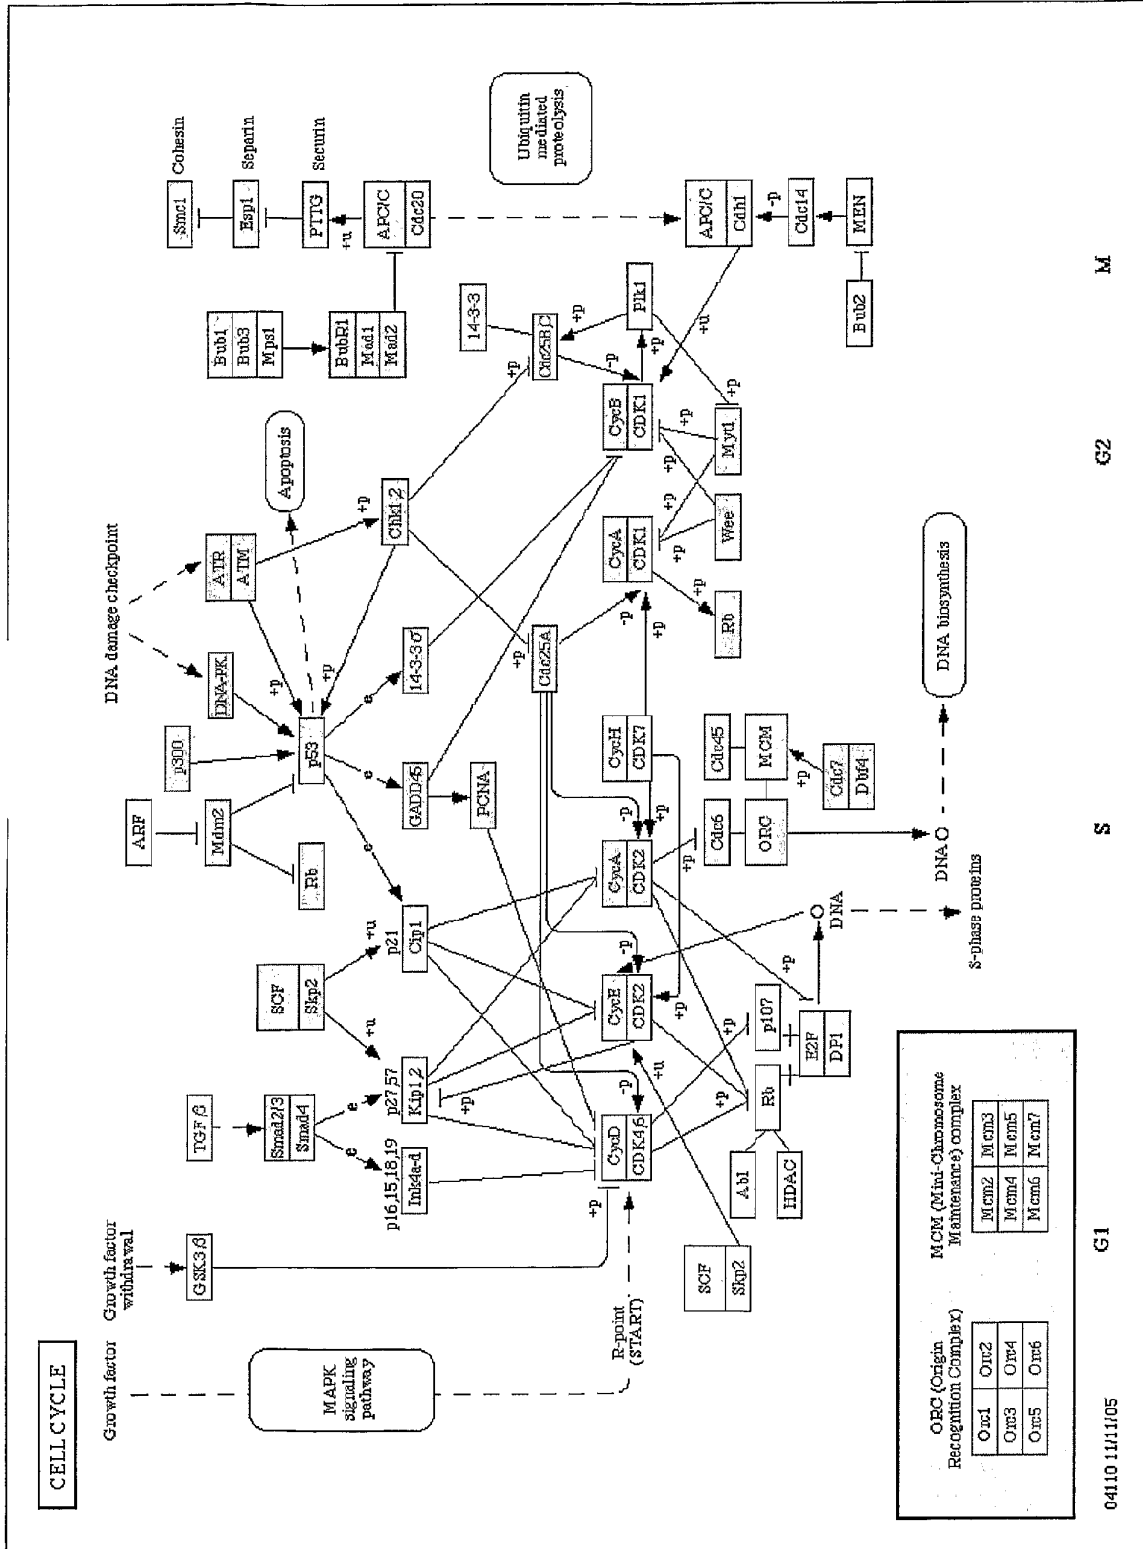 CELL CYCLE
Growth factor
Growth factor
withdrawal
DNA damage checkpoint
MAPK
signaling
pathway
GSK3β
TGFβ
Smad2/3
Smad4
SCF
Skp2
ARF
Mdm2
Rb
p300
DNA-PK
ATR
ATM
Apoptosis
Bub1
Bub3
Mps1
BubR1
Mad1
Mad2
Smc1
Cohesin
Esp1
Separin
PTTG
Securin
+u
APC/C
Cdc20
e
e
+u
+u
e
e
e
+p
+p
+p
p53
p16,15,18,19
Ink4a-d
p27,57
Kip1,2
p21
Cip1
GADD45
14-3-3σ
Chk1,2
PCNA
14-3-3
Cdc25A
Cdc25B,C
Ubiquitin
mediated
proteolysis
+p
+p
+p
+p
+p
R-point
(START)
CycD
CDK4,6
CycE
CDK2
CycA
CDK2
CycH
CDK7
CycA
CDK1
CycB
CDK1
Plk1
-p
-p
-p
-p
-p
+p
+p
+p
+p
+p
+u
+u
APC/C
Cdh1
-p
Cdc14
MEN
Bub2
SCF
Skp2
Abl
HDAC
Rb
p107
E2F
DP1
+p
+p
+p
+p
Cdc6
ORC
Cdc45
MCM
+p
Cdc7
Dbf4
Rb
Wee
Myt1
+p
+p
+p
+p
DNA
DNA
S-phase proteins
DNA biosynthesis
ORC (Origin
Recognition Complex)
Orc1 Orc2
Orc3 Orc4
Orc5 Orc6
MCM (Mini-Chromosome
Maintenance) complex
Mcm2 Mcm3
Mcm4 Mcm5
Mcm6 Mcm7
G1
S
G2
M
04110 11/11/05